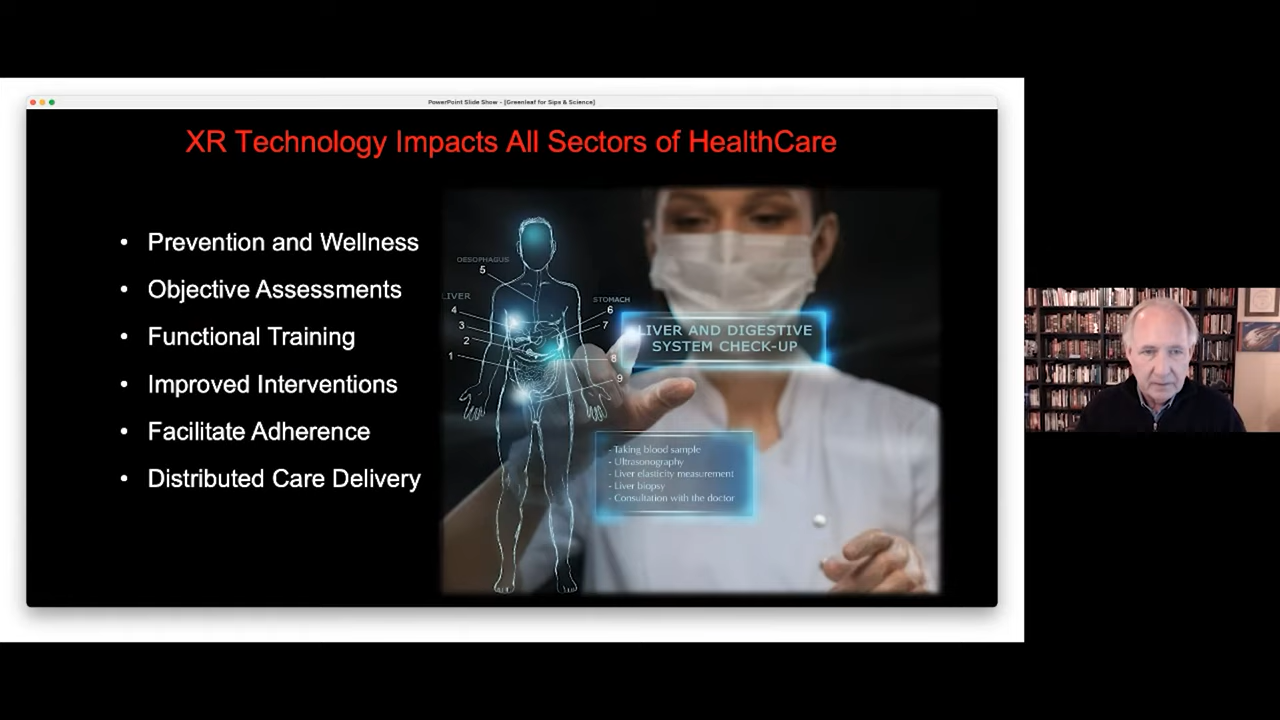 PowerPoint Slide Show - [Greenleaf for Sips & Science]
XR Technology Impacts All Sectors of HealthCare
• Prevention and Wellness
• Objective Assessments
• Functional Training
• Improved Interventions
• Facilitate Adherence
• Distributed Care Delivery
OESOPHAGUS
5
LIVER
4
3
2
1
STOMACH
6
7
8
9
LIVER AND DIGESTIVE
SYSTEM CHECK-UP
- Taking blood sample
- Ultrasonography
- Liver elasticity measurement
- Liver biopsy
- Consultation with the doctor